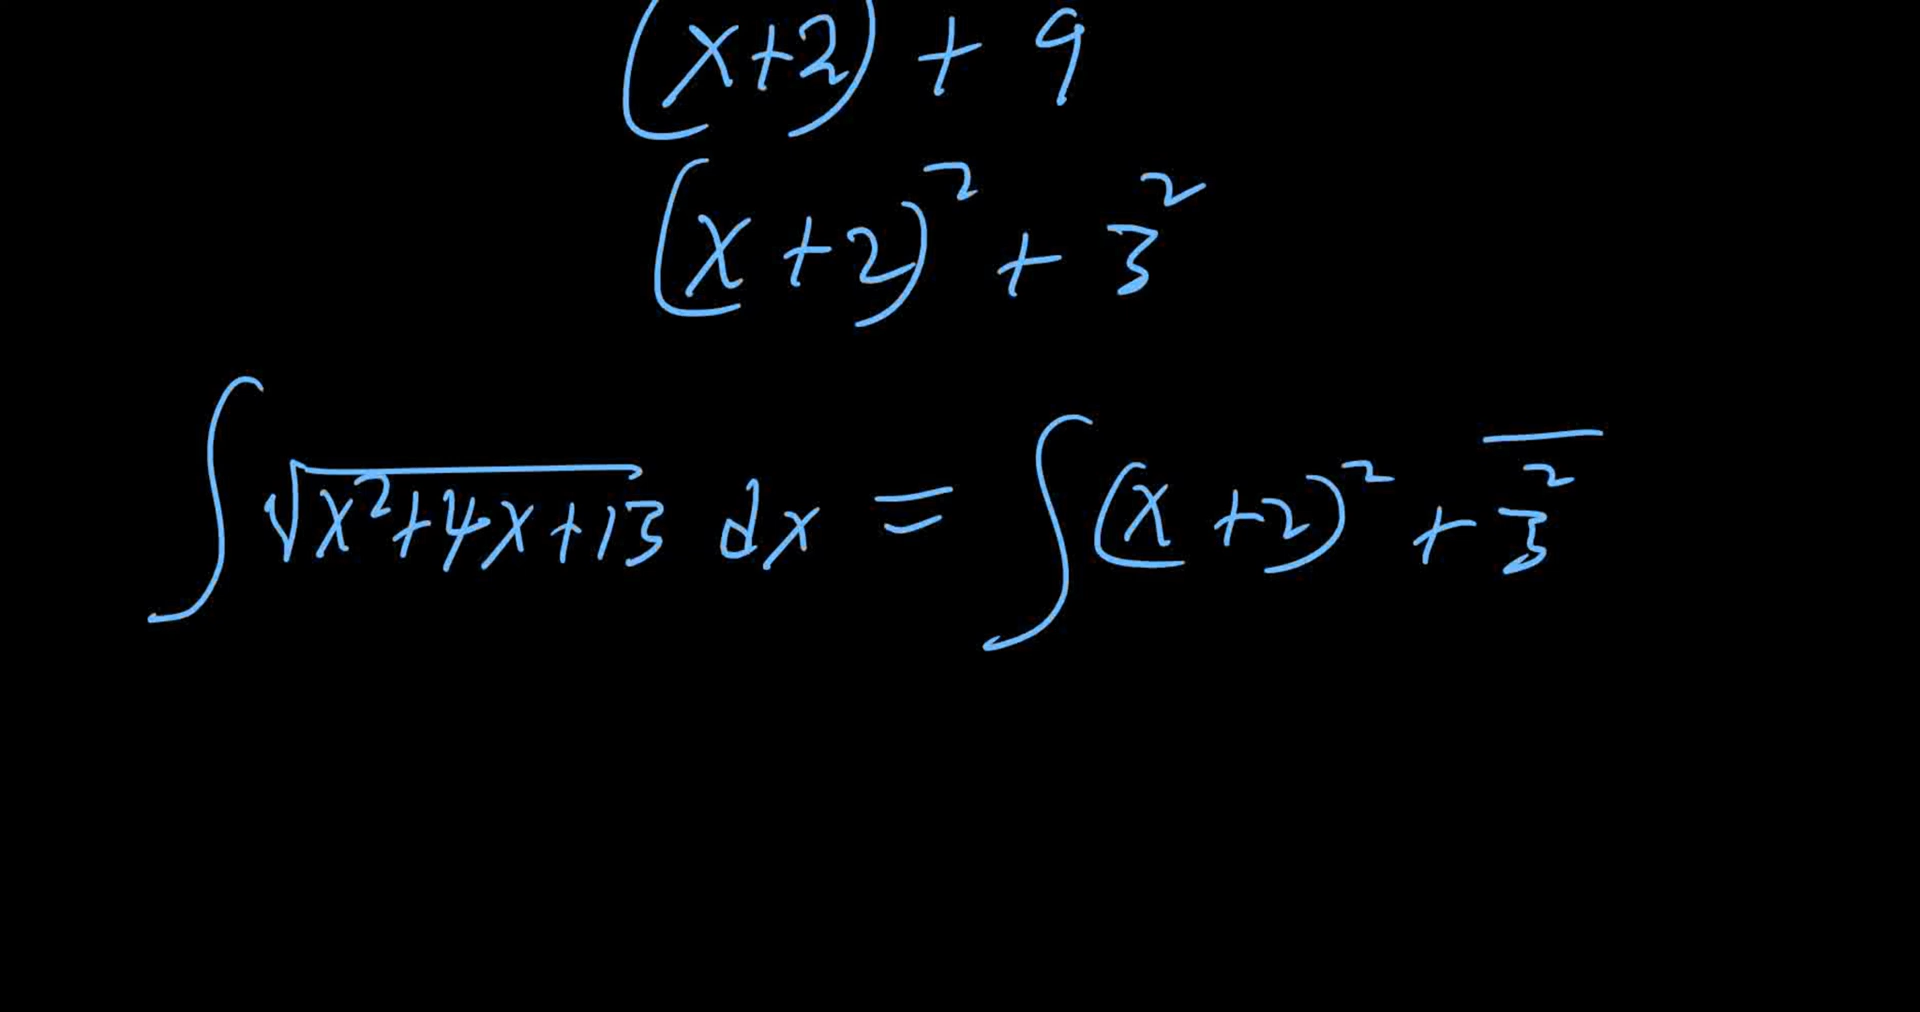 (x+2) + 9
(x+2)² + 3²
∫√(x²+4x+13) dx = ∫(x+2)² + 3²